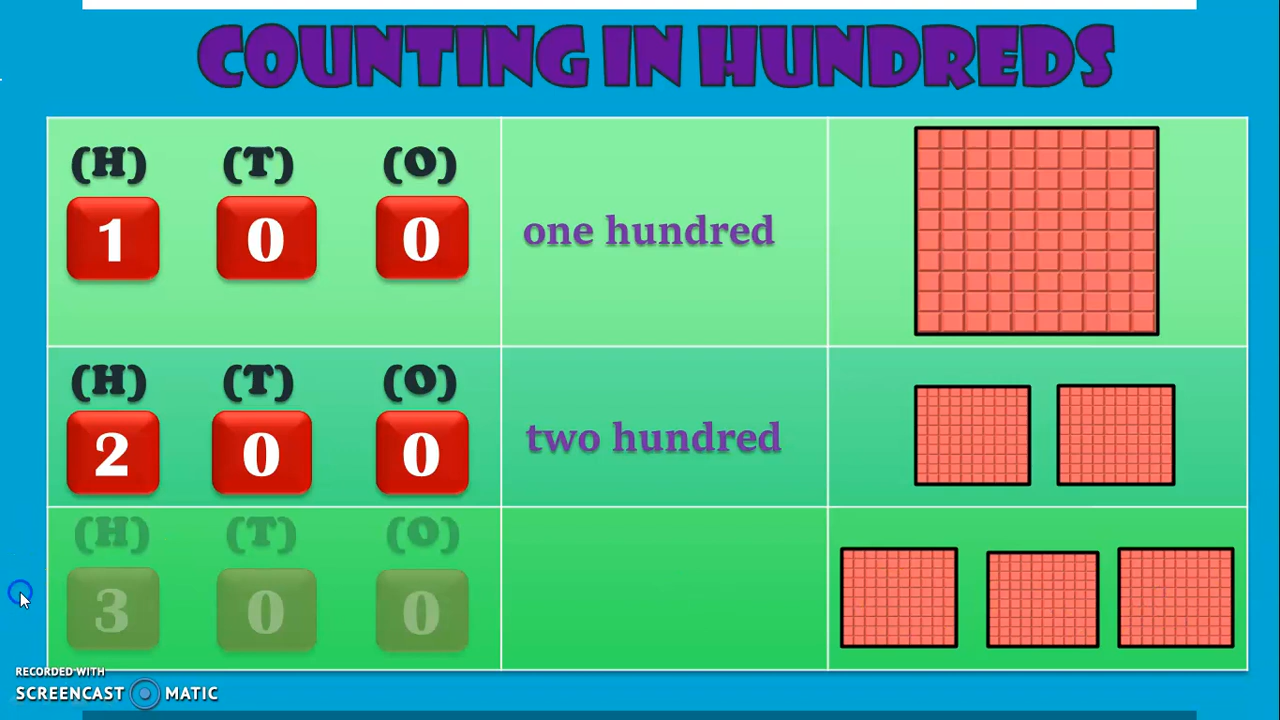 COUNTING IN HUNDREDS
(H) (T) (O)
1 0 0
one hundred
(H) (T) (O)
2 0 0
two hundred
(H) (T) (O)
3 0 0
RECORDED WITH
SCREENCAST MATIC